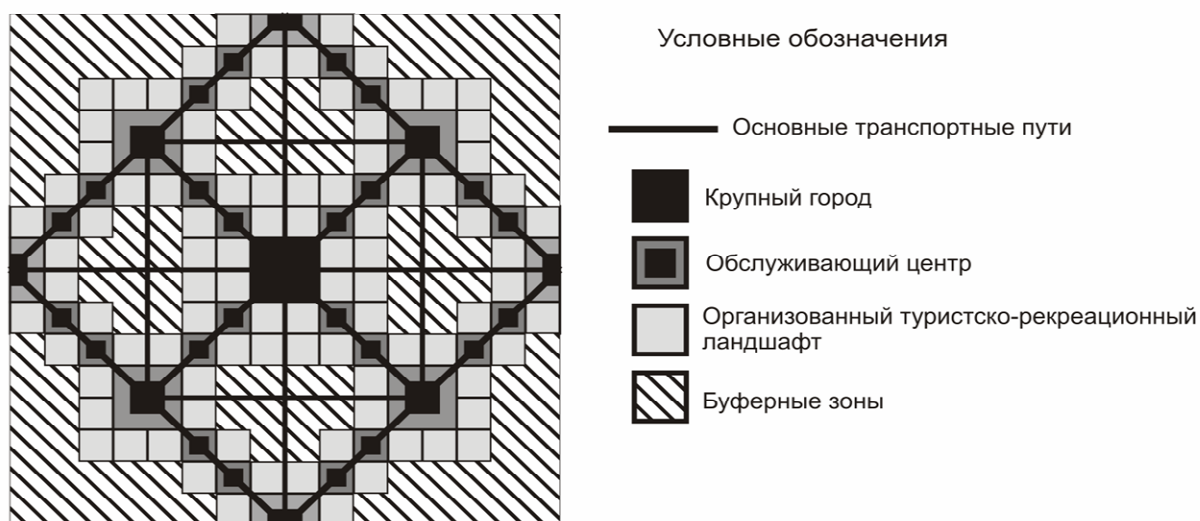 Условные обозначения
Основные транспортные пути
Крупный город
Обслуживающий центр
Организованный туристско-рекреационный
ландшафт
Буферные зоны